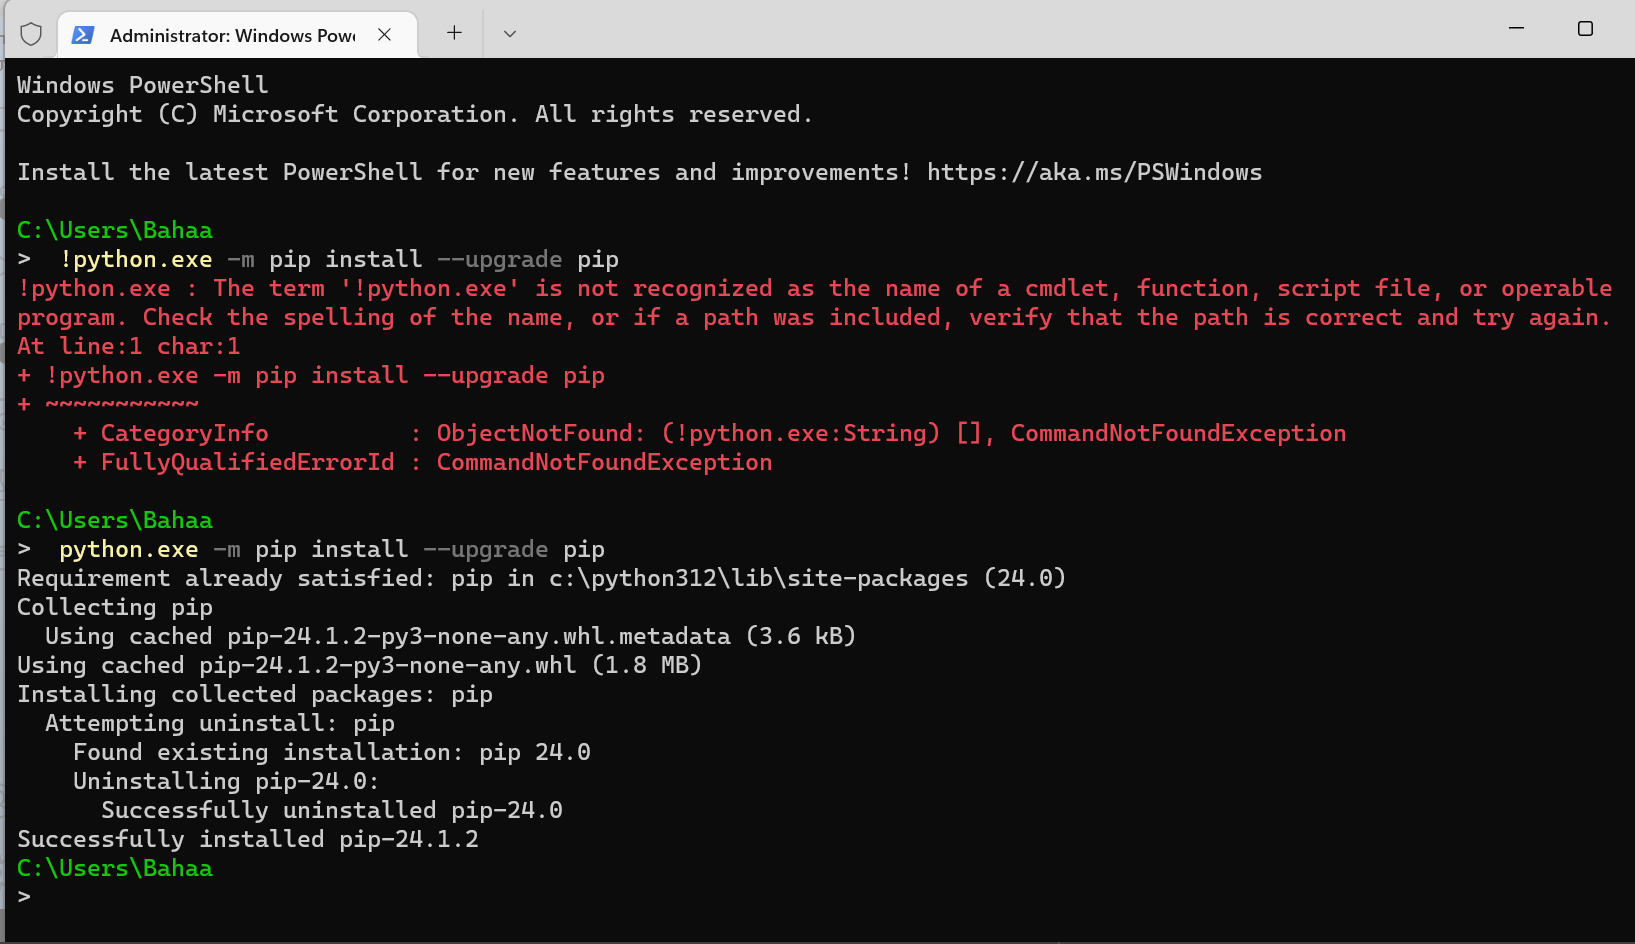 Administrator: Windows Powe
Windows PowerShell
Copyright (C) Microsoft Corporation. All rights reserved.
Install the latest PowerShell for new features and improvements! https://aka.ms/PSWindows
C:\Users\Bahaa
>  !python.exe -m pip install --upgrade pip
!python.exe : The term '!python.exe' is not recognized as the name of a cmdlet, function, script file, or operable
program. Check the spelling of the name, or if a path was included, verify that the path is correct and try again.
At line:1 char:1
+ !python.exe -m pip install --upgrade pip
+ ~~~~~~~~~~~
    + CategoryInfo          : ObjectNotFound: (!python.exe:String) [], CommandNotFoundException
    + FullyQualifiedErrorId : CommandNotFoundException
C:\Users\Bahaa
>  python.exe -m pip install --upgrade pip
Requirement already satisfied: pip in c:\python312\lib\site-packages (24.0)
Collecting pip
  Using cached pip-24.1.2-py3-none-any.whl.metadata (3.6 kB)
Using cached pip-24.1.2-py3-none-any.whl (1.8 MB)
Installing collected packages: pip
  Attempting uninstall: pip
    Found existing installation: pip 24.0
    Uninstalling pip-24.0:
      Successfully uninstalled pip-24.0
Successfully installed pip-24.1.2
C:\Users\Bahaa
>